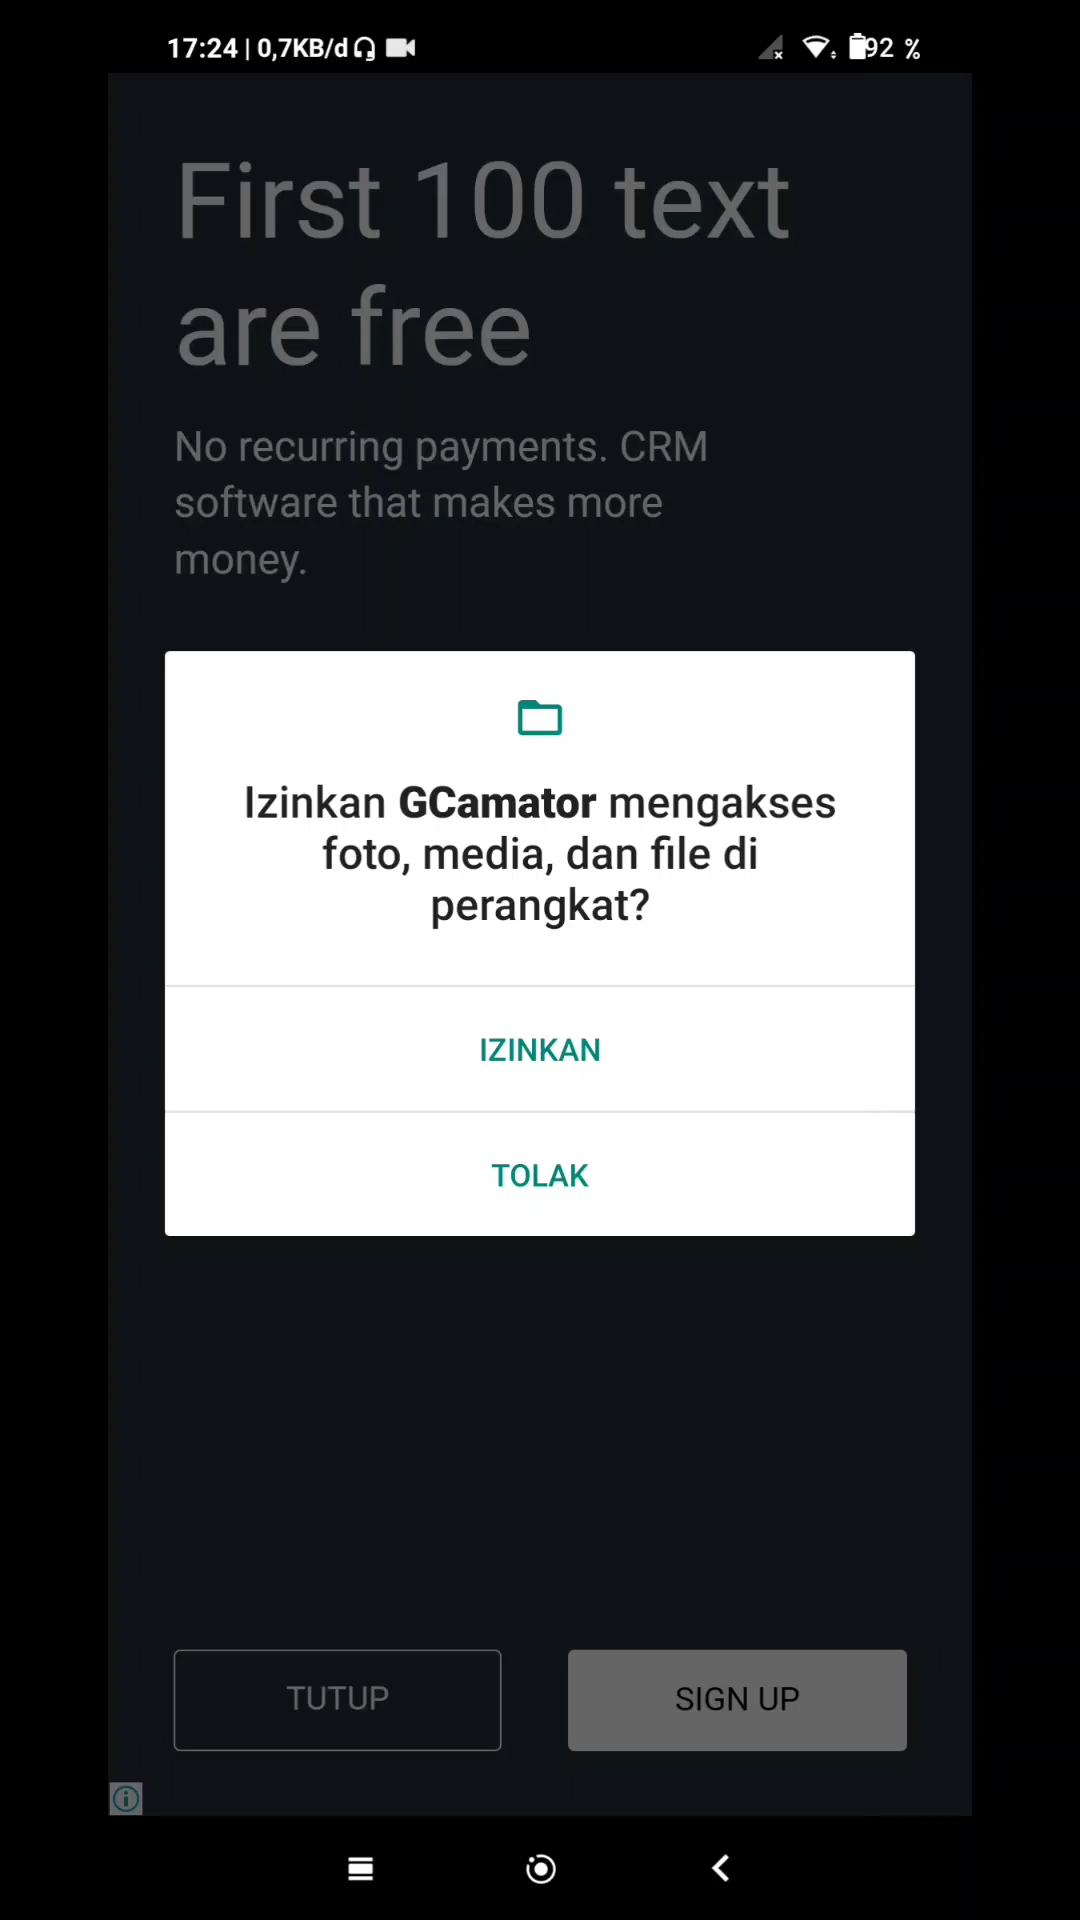 17:24 | 0,7KB/d 92 %
First 100 text
are free
No recurring payments. CRM
software that makes more
money.
Izinkan GCamator mengakses
foto, media, dan file di
perangkat?
IZINKAN
TOLAK
TUTUP SIGN UP